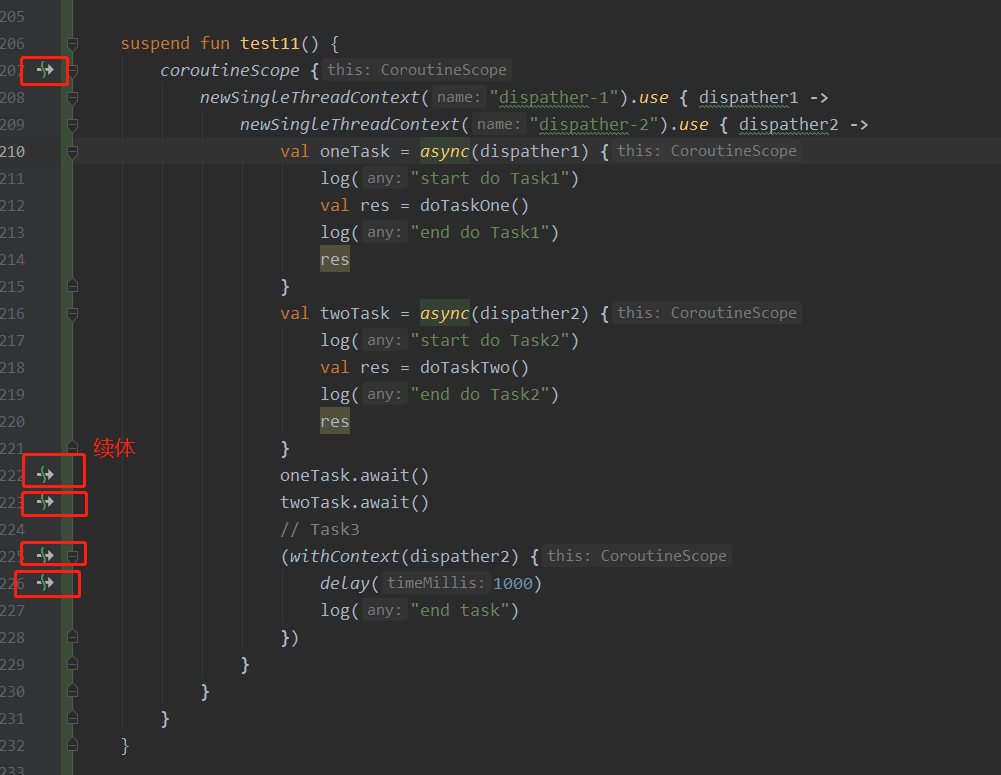 205
206 suspend fun test11() {
207 coroutineScope { this: CoroutineScope
208 newSingleThreadContext( name: "dispather-1").use { dispather1 ->
209 newSingleThreadContext( name: "dispather-2").use { dispather2 ->
210 val oneTask = async(dispather1) { this: CoroutineScope
211 log( any: "start do Task1")
212 val res = doTaskOne()
213 log( any: "end do Task1")
214 res
215 }
216 val twoTask = async(dispather2) { this: CoroutineScope
217 log( any: "start do Task2")
218 val res = doTaskTwo()
219 log( any: "end do Task2")
220 res
221 }
续体
222 oneTask.await()
223 twoTask.await()
224 // Task3
225 (withContext(dispather2) { this: CoroutineScope
226 delay( timeMillis: 1000)
227 log( any: "end task")
228 })
229 }
230 }
231 }
232 }
233